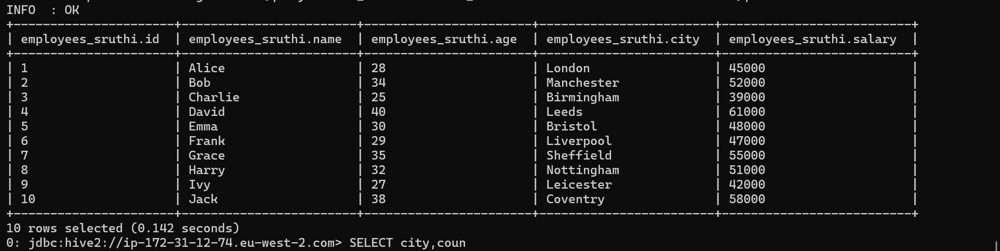 INFO  : OK
+----------------------+------------------------+-----------------------+------------------------+--------------------------+
| employees_sruthi.id  | employees_sruthi.name  | employees_sruthi.age  | employees_sruthi.city  | employees_sruthi.salary  |
+----------------------+------------------------+-----------------------+------------------------+--------------------------+
| 1                    | Alice                  | 28                    | London                 | 45000                    |
| 2                    | Bob                    | 34                    | Manchester             | 52000                    |
| 3                    | Charlie                | 25                    | Birmingham             | 39000                    |
| 4                    | David                  | 40                    | Leeds                  | 61000                    |
| 5                    | Emma                   | 30                    | Bristol                | 48000                    |
| 6                    | Frank                  | 29                    | Liverpool              | 47000                    |
| 7                    | Grace                  | 35                    | Sheffield              | 55000                    |
| 8                    | Harry                  | 32                    | Nottingham             | 51000                    |
| 9                    | Ivy                    | 27                    | Leicester              | 42000                    |
| 10                   | Jack                   | 38                    | Coventry               | 58000                    |
+----------------------+------------------------+-----------------------+------------------------+--------------------------+
10 rows selected (0.142 seconds)
0: jdbc:hive2://ip-172-31-12-74.eu-west-2.com> SELECT city,coun